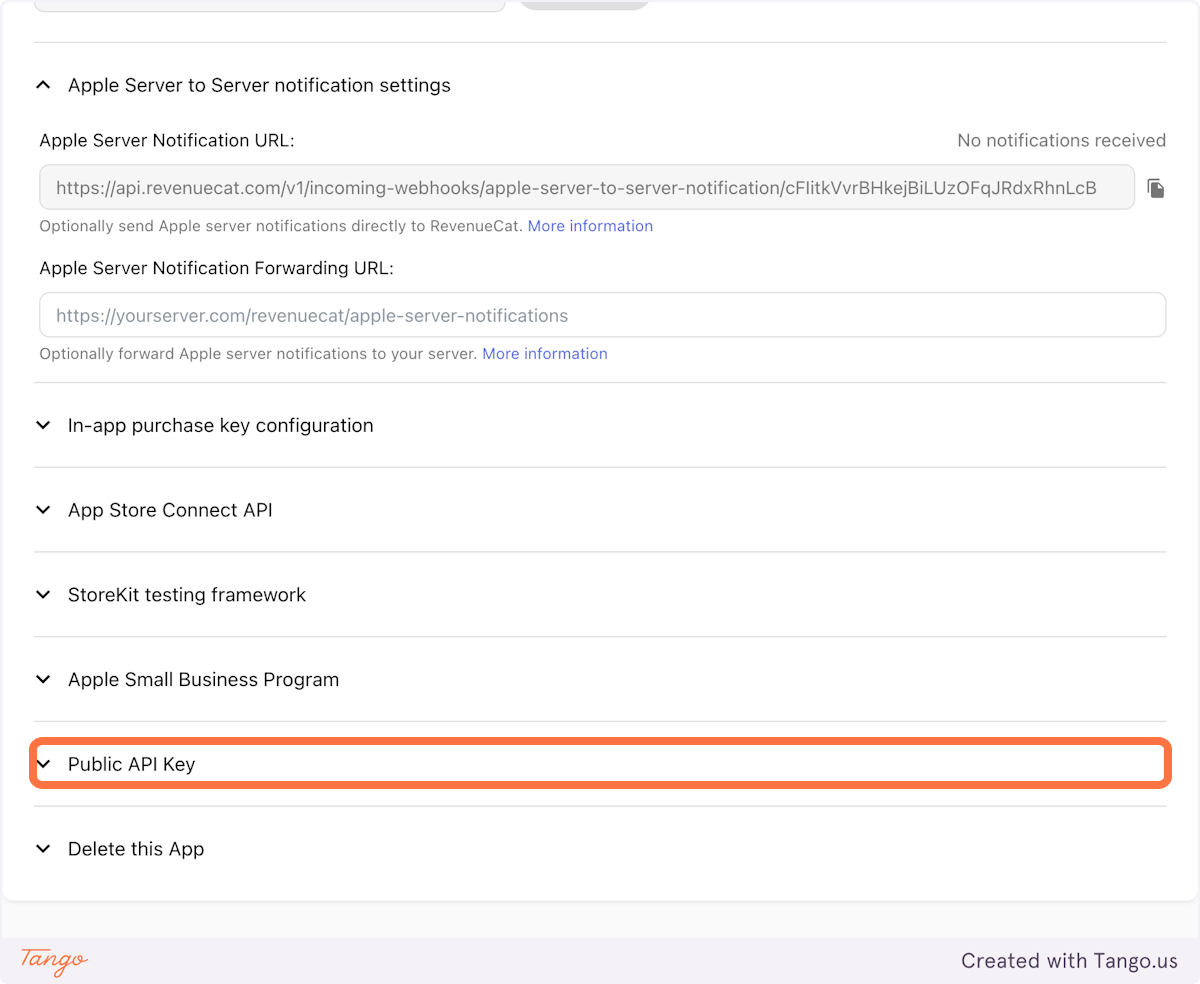 Apple Server to Server notification settings
Apple Server Notification URL:
No notifications received
https://api.revenuecat.com/v1/incoming-webhooks/apple-server-to-server-notification/cFIitkVvrBHkejBiLUzOFqJRdxRhnLcB
Optionally send Apple server notifications directly to RevenueCat. More information
Apple Server Notification Forwarding URL:
https://yourserver.com/revenuecat/apple-server-notifications
Optionally forward Apple server notifications to your server. More information
In-app purchase key configuration
App Store Connect API
StoreKit testing framework
Apple Small Business Program
Public API Key
Delete this App
Tango
Created with Tango.us